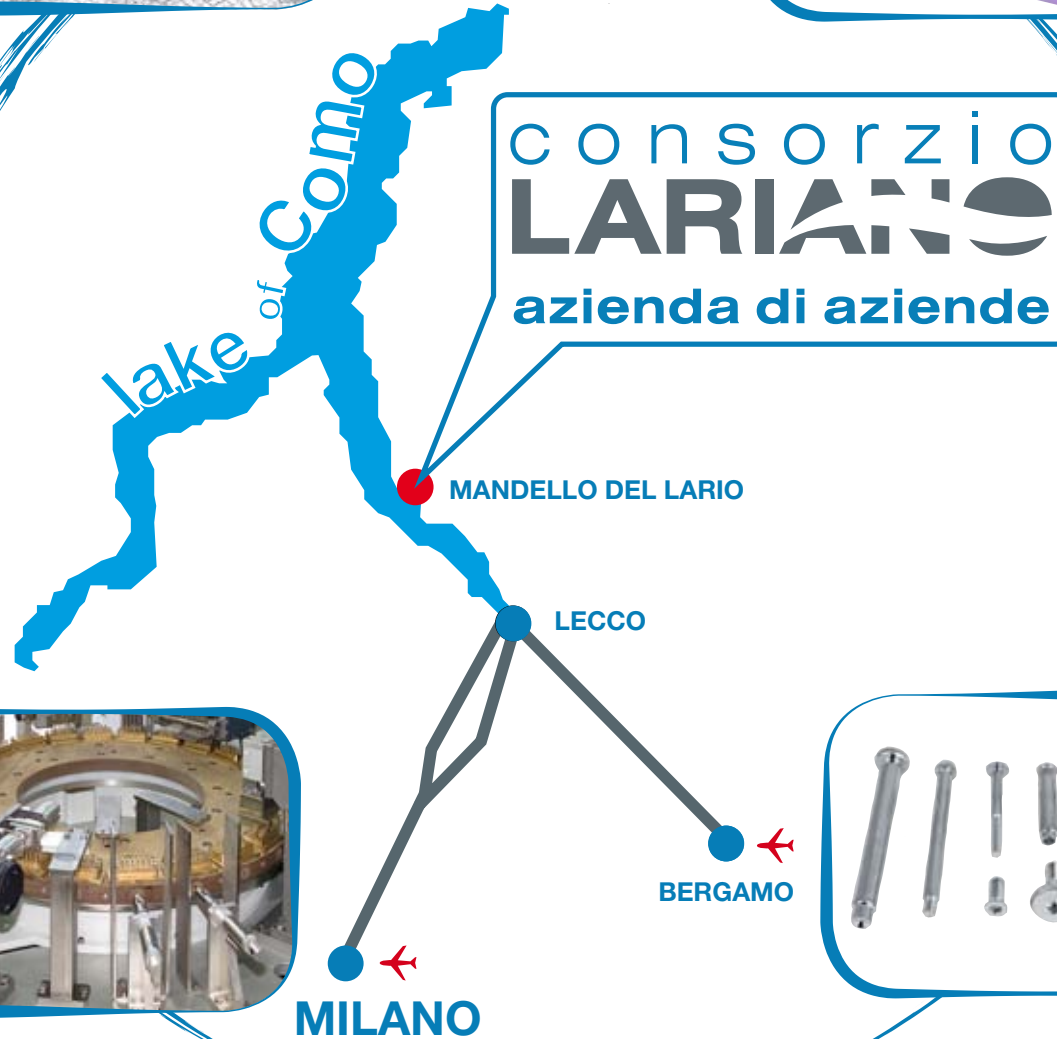 lake of Como
consorzio
LARIANO
azienda di aziende
MANDELLO DEL LARIO
LECCO
BERGAMO
MILANO